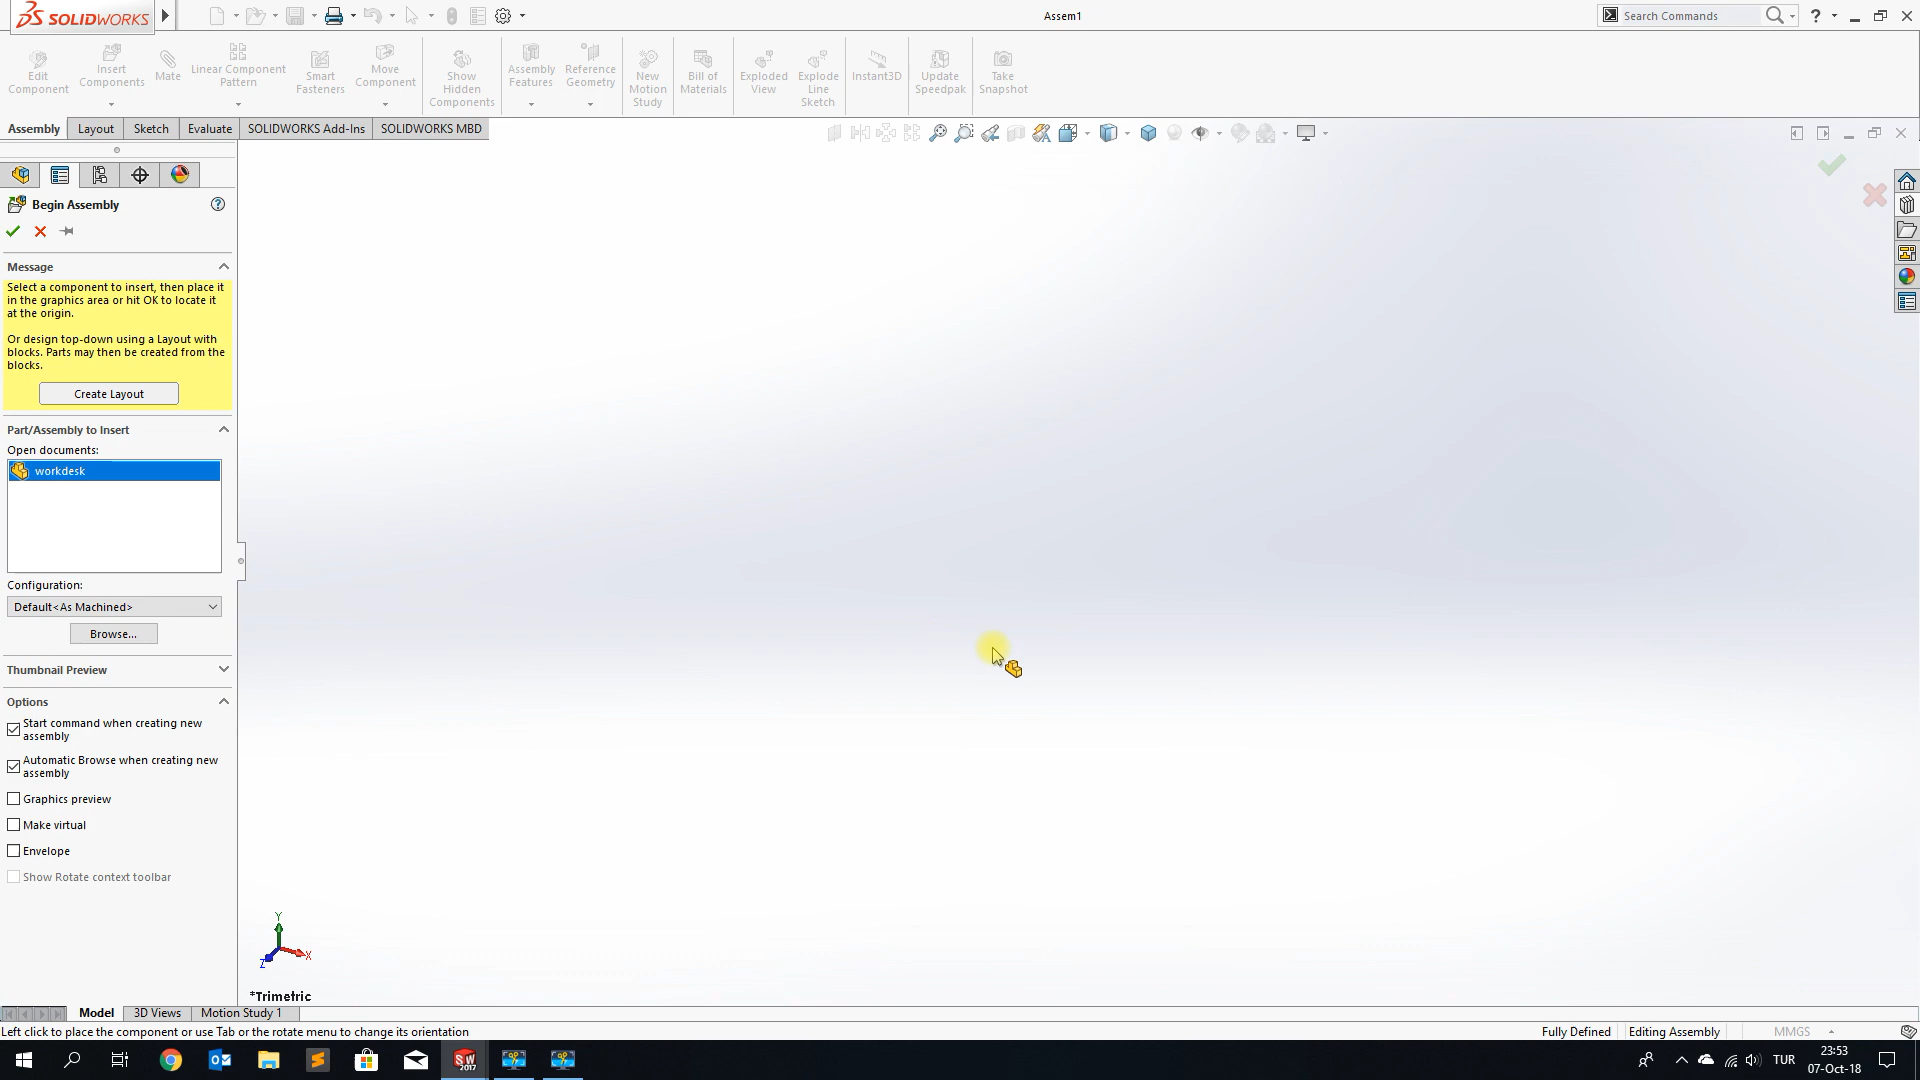 SOLIDWORKS
Assem1
Search Commands
?
Edit Component
Insert Components
Mate
Linear Component Pattern
Smart Fasteners
Move Component
Show Hidden Components
Assembly Features
Reference Geometry
New Motion Study
Bill of Materials
Exploded View
Explode Line Sketch
Instant3D
Update Speedpak
Take Snapshot
Assembly
Layout
Sketch
Evaluate
SOLIDWORKS Add-Ins
SOLIDWORKS MBD
Begin Assembly
?
Message
Select a component to insert, then place it
in the graphics area or hit OK to locate it
at the origin.
Or design top-down using a Layout with
blocks. Parts may then be created from the
blocks.
Create Layout
Part/Assembly to Insert
Open documents:
workdesk
Configuration:
Default<As Machined>
Browse...
Thumbnail Preview
Options
Start command when creating new
assembly
Automatic Browse when creating new
assembly
Graphics preview
Make virtual
Envelope
Show Rotate context toolbar
Y
X
Z
*Trimetric
Model
3D Views
Motion Study 1
Left click to place the component or use Tab or the rotate menu to change its orientation
Fully Defined
Editing Assembly
MMGS
SW
2017
TUR
23:53
07-Oct-18